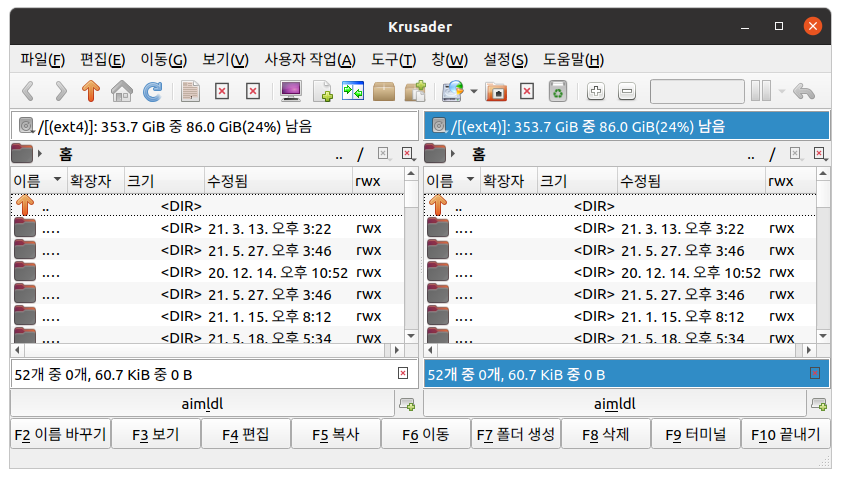 Krusader
파일(F) 편집(E) 이동(G) 보기(V) 사용자 작업(A) 도구(T) 창(W) 설정(S) 도움말(H)
/[(ext4)]: 353.7 GiB 중 86.0 GiB(24%) 남음 /[(ext4)]: 353.7 GiB 중 86.0 GiB(24%) 남음
홈 .. / 홈 .. /
이름 확장자 크기 수정됨 rwx 이름 확장자 크기 수정됨 rwx
.. <DIR> .. <DIR>
.... <DIR> 21. 3. 13. 오후 3:22 rwx .... <DIR> 21. 3. 13. 오후 3:22 rwx
.... <DIR> 21. 5. 27. 오후 3:46 rwx .... <DIR> 21. 5. 27. 오후 3:46 rwx
.... <DIR> 20. 12. 14. 오후 10:52 rwx .... <DIR> 20. 12. 14. 오후 10:52 rwx
.... <DIR> 21. 5. 27. 오후 3:46 rwx .... <DIR> 21. 5. 27. 오후 3:46 rwx
.... <DIR> 21. 1. 15. 오후 8:12 rwx .... <DIR> 21. 1. 15. 오후 8:12 rwx
.... <DIR> 21. 5. 18. 오후 5:34 rwx .... <DIR> 21. 5. 18. 오후 5:34 rwx
52개 중 0개, 60.7 KiB 중 0 B 52개 중 0개, 60.7 KiB 중 0 B
aimldl aimldl
F2 이름 바꾸기 F3 보기 F4 편집 F5 복사 F6 이동 F7 폴더 생성 F8 삭제 F9 터미널 F10 끝내기